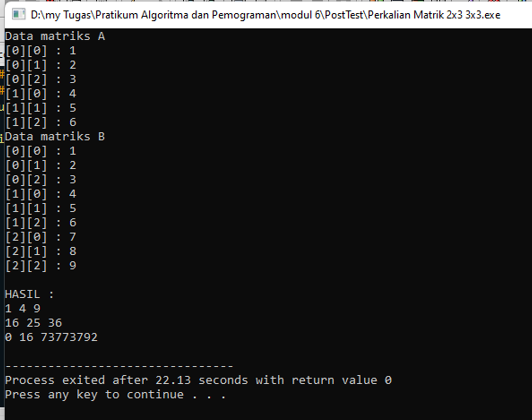 D:\my Tugas\Pratikum Algoritma dan Pemograman\modul 6\PostTest\Perkalian Matrik 2x3 3x3.exe
Data matriks A
[0][0] : 1
[0][1] : 2
[0][2] : 3
[1][0] : 4
[1][1] : 5
[1][2] : 6
Data matriks B
[0][0] : 1
[0][1] : 2
[0][2] : 3
[1][0] : 4
[1][1] : 5
[1][2] : 6
[2][0] : 7
[2][1] : 8
[2][2] : 9
HASIL :
1 4 9
16 25 36
0 16 73773792
--------------------------------
Process exited after 22.13 seconds with return value 0
Press any key to continue . . .